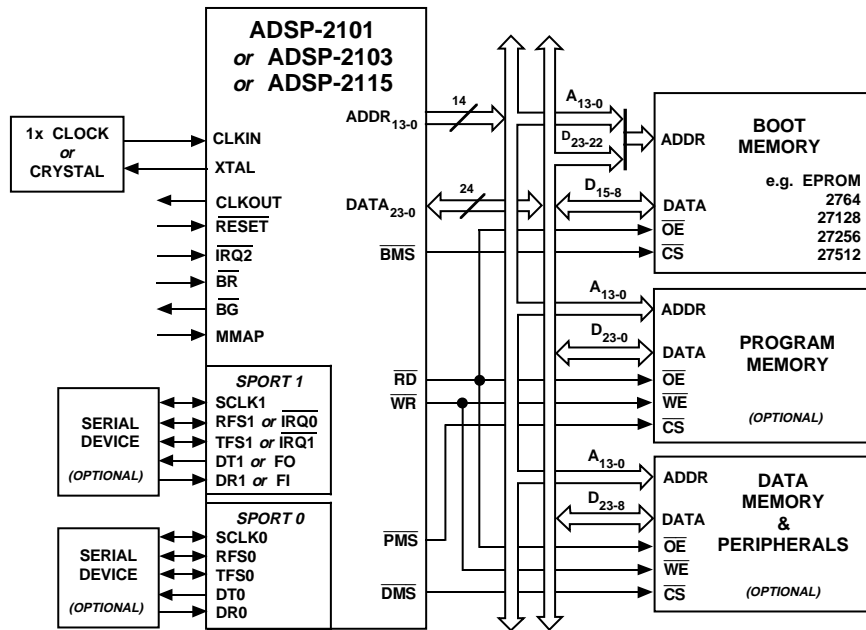 ADSP-2101
or ADSP-2103
or ADSP-2115
1x CLOCK
or
CRYSTAL
CLKIN
XTAL
CLKOUT
RESET
IRQ2
BR
BG
MMAP
ADDR13-0
14
DATA23-0
24
BMS
RD
WR
PMS
DMS
SERIAL
DEVICE
(OPTIONAL)
SPORT 1
SCLK1
RFS1 or IRQ0
TFS1 or IRQ1
DT1 or FO
DR1 or FI
SERIAL
DEVICE
(OPTIONAL)
SPORT 0
SCLK0
RFS0
TFS0
DT0
DR0
A13-0
D23-22
D15-8
ADDR
DATA
OE
CS
BOOT
MEMORY
e.g. EPROM
2764
27128
27256
27512
A13-0
D23-0
ADDR
DATA
OE
WE
CS
PROGRAM
MEMORY
(OPTIONAL)
A13-0
D23-8
ADDR
DATA
OE
WE
CS
DATA
MEMORY
&
PERIPHERALS
(OPTIONAL)